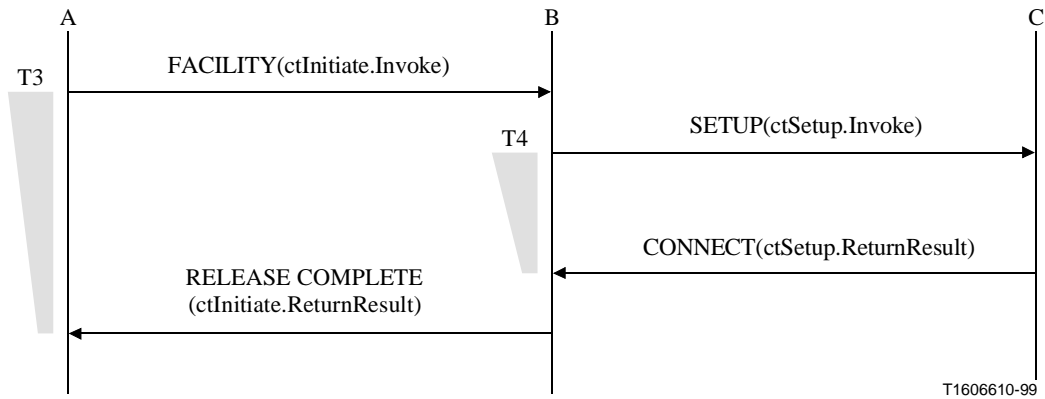 A
B
C
T3
FACILITY(ctInitiate.Invoke)
SETUP(ctSetup.Invoke)
T4
CONNECT(ctSetup.ReturnResult)
RELEASE COMPLETE
(ctInitiate.ReturnResult)
T1606610-99